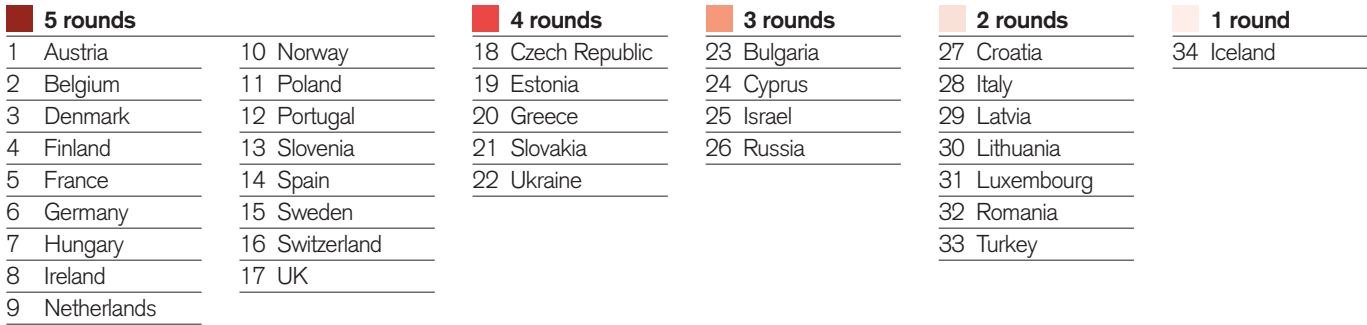 5 rounds
1 Austria
2 Belgium
3 Denmark
4 Finland
5 France
6 Germany
7 Hungary
8 Ireland
9 Netherlands
10 Norway
11 Poland
12 Portugal
13 Slovenia
14 Spain
15 Sweden
16 Switzerland
17 UK
4 rounds
18 Czech Republic
19 Estonia
20 Greece
21 Slovakia
22 Ukraine
3 rounds
23 Bulgaria
24 Cyprus
25 Israel
26 Russia
2 rounds
27 Croatia
28 Italy
29 Latvia
30 Lithuania
31 Luxembourg
32 Romania
33 Turkey
1 round
34 Iceland